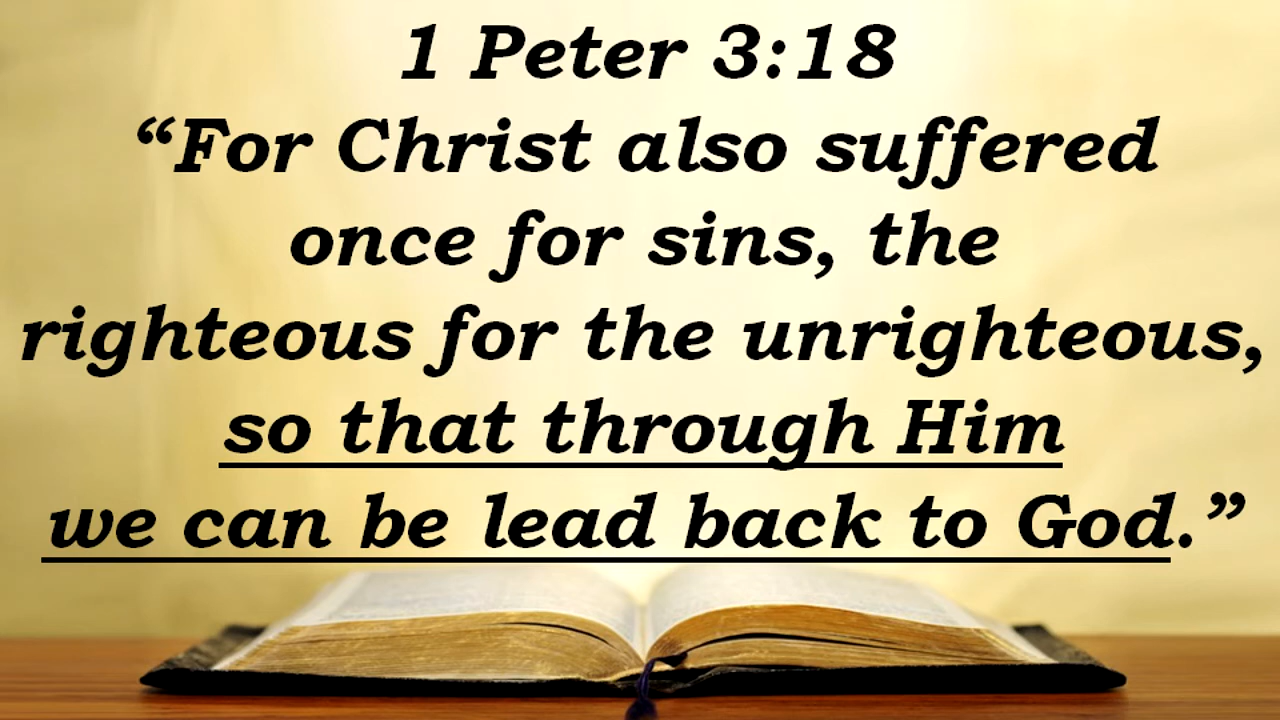 1 Peter 3:18
“For Christ also suffered
once for sins, the
righteous for the unrighteous,
so that through Him
we can be lead back to God.”